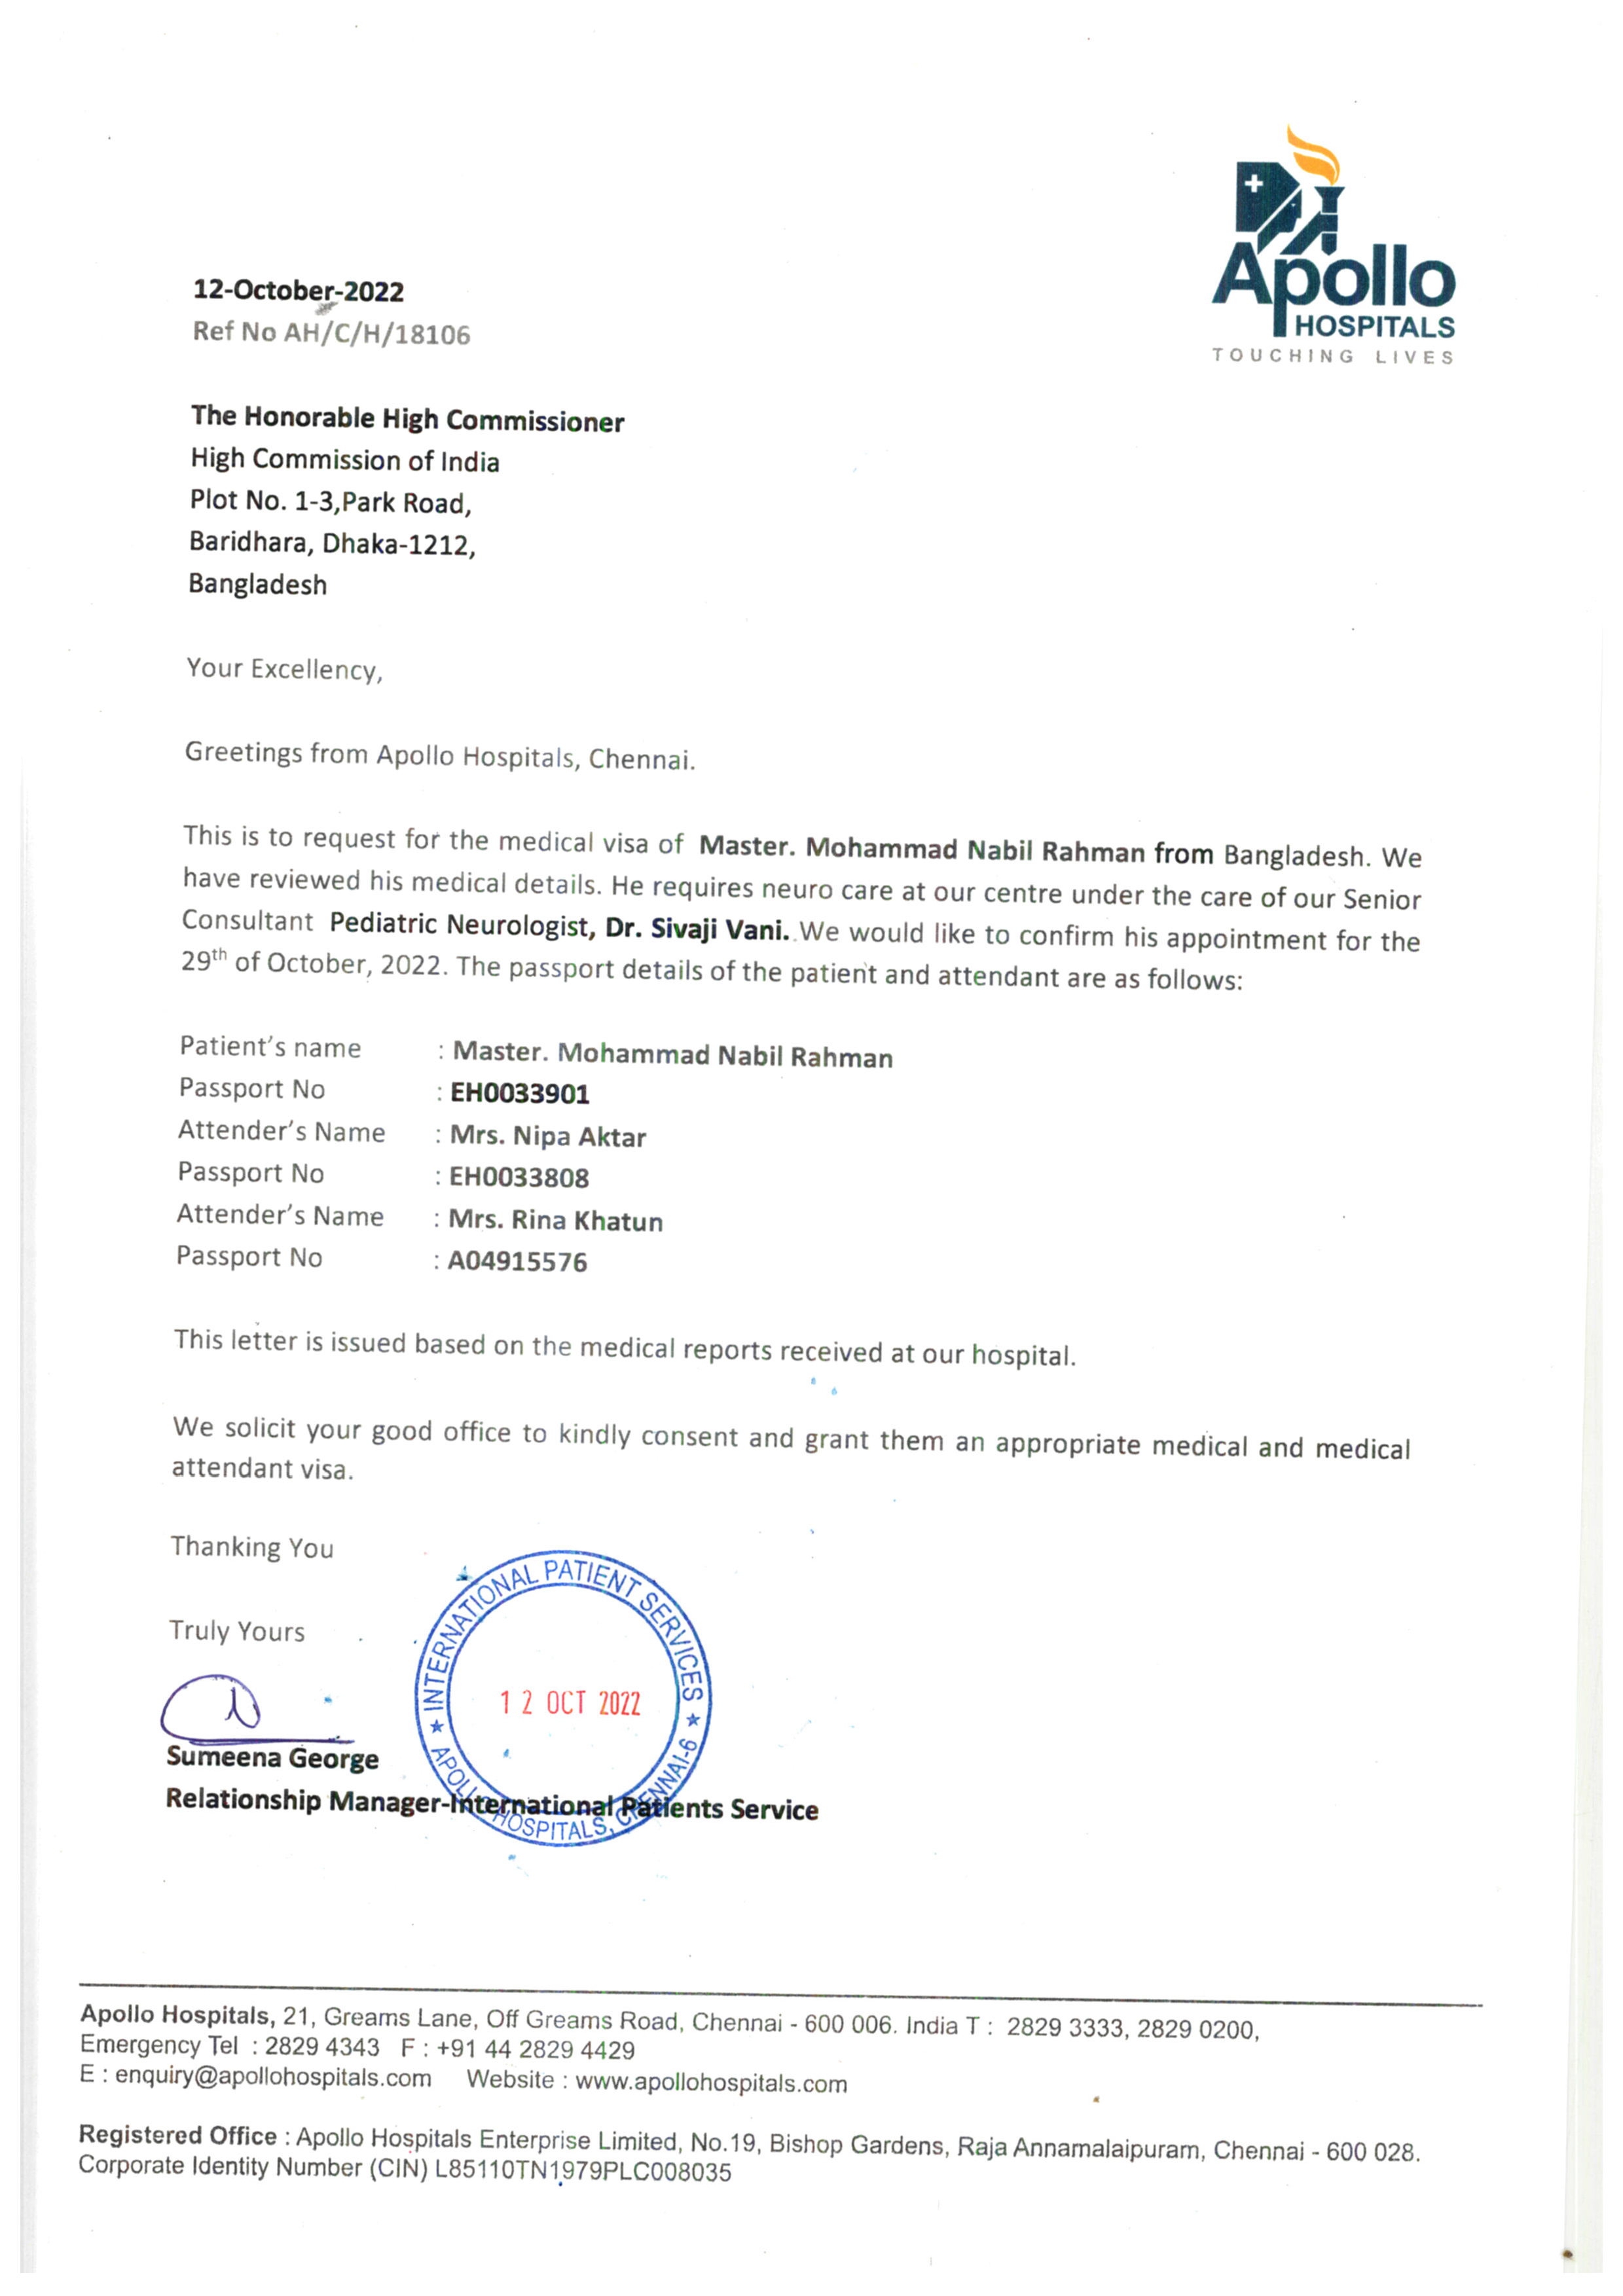 Apollo
HOSPITALS
TOUCHING LIVES
12-October-2022
Ref No AH/C/H/18106
The Honorable High Commissioner
High Commission of India
Plot No. 1-3,Park Road,
Baridhara, Dhaka-1212,
Bangladesh
Your Excellency,
Greetings from Apollo Hospitals, Chennai.
This is to request for the medical visa of Master. Mohammad Nabil Rahman from Bangladesh. We
have reviewed his medical details. He requires neuro care at our centre under the care of our Senior
Consultant Pediatric Neurologist, Dr. Sivaji Vani. We would like to confirm his appointment for the
29th of October, 2022. The passport details of the patient and attendant are as follows:
Patient's name : Master. Mohammad Nabil Rahman
Passport No : EH0033901
Attender's Name : Mrs. Nipa Aktar
Passport No : EH0033808
Attender's Name : Mrs. Rina Khatun
Passport No : A04915576
This letter is issued based on the medical reports received at our hospital.
We solicit your good office to kindly consent and grant them an appropriate medical and medical
attendant visa.
Thanking You
Truly Yours
★ INTERNATIONAL PATIENT SERVICES ★
12 OCT 2022
APOLLO HOSPITALS, CHENNAI-6
Sumeena George
Relationship Manager-International Patients Service
Apollo Hospitals, 21, Greams Lane, Off Greams Road, Chennai - 600 006. India T : 2829 3333, 2829 0200,
Emergency Tel : 2829 4343 F : +91 44 2829 4429
E : enquiry@apollohospitals.com Website : www.apollohospitals.com
Registered Office : Apollo Hospitals Enterprise Limited, No.19, Bishop Gardens, Raja Annamalaipuram, Chennai - 600 028.
Corporate Identity Number (CIN) L85110TN1979PLC008035